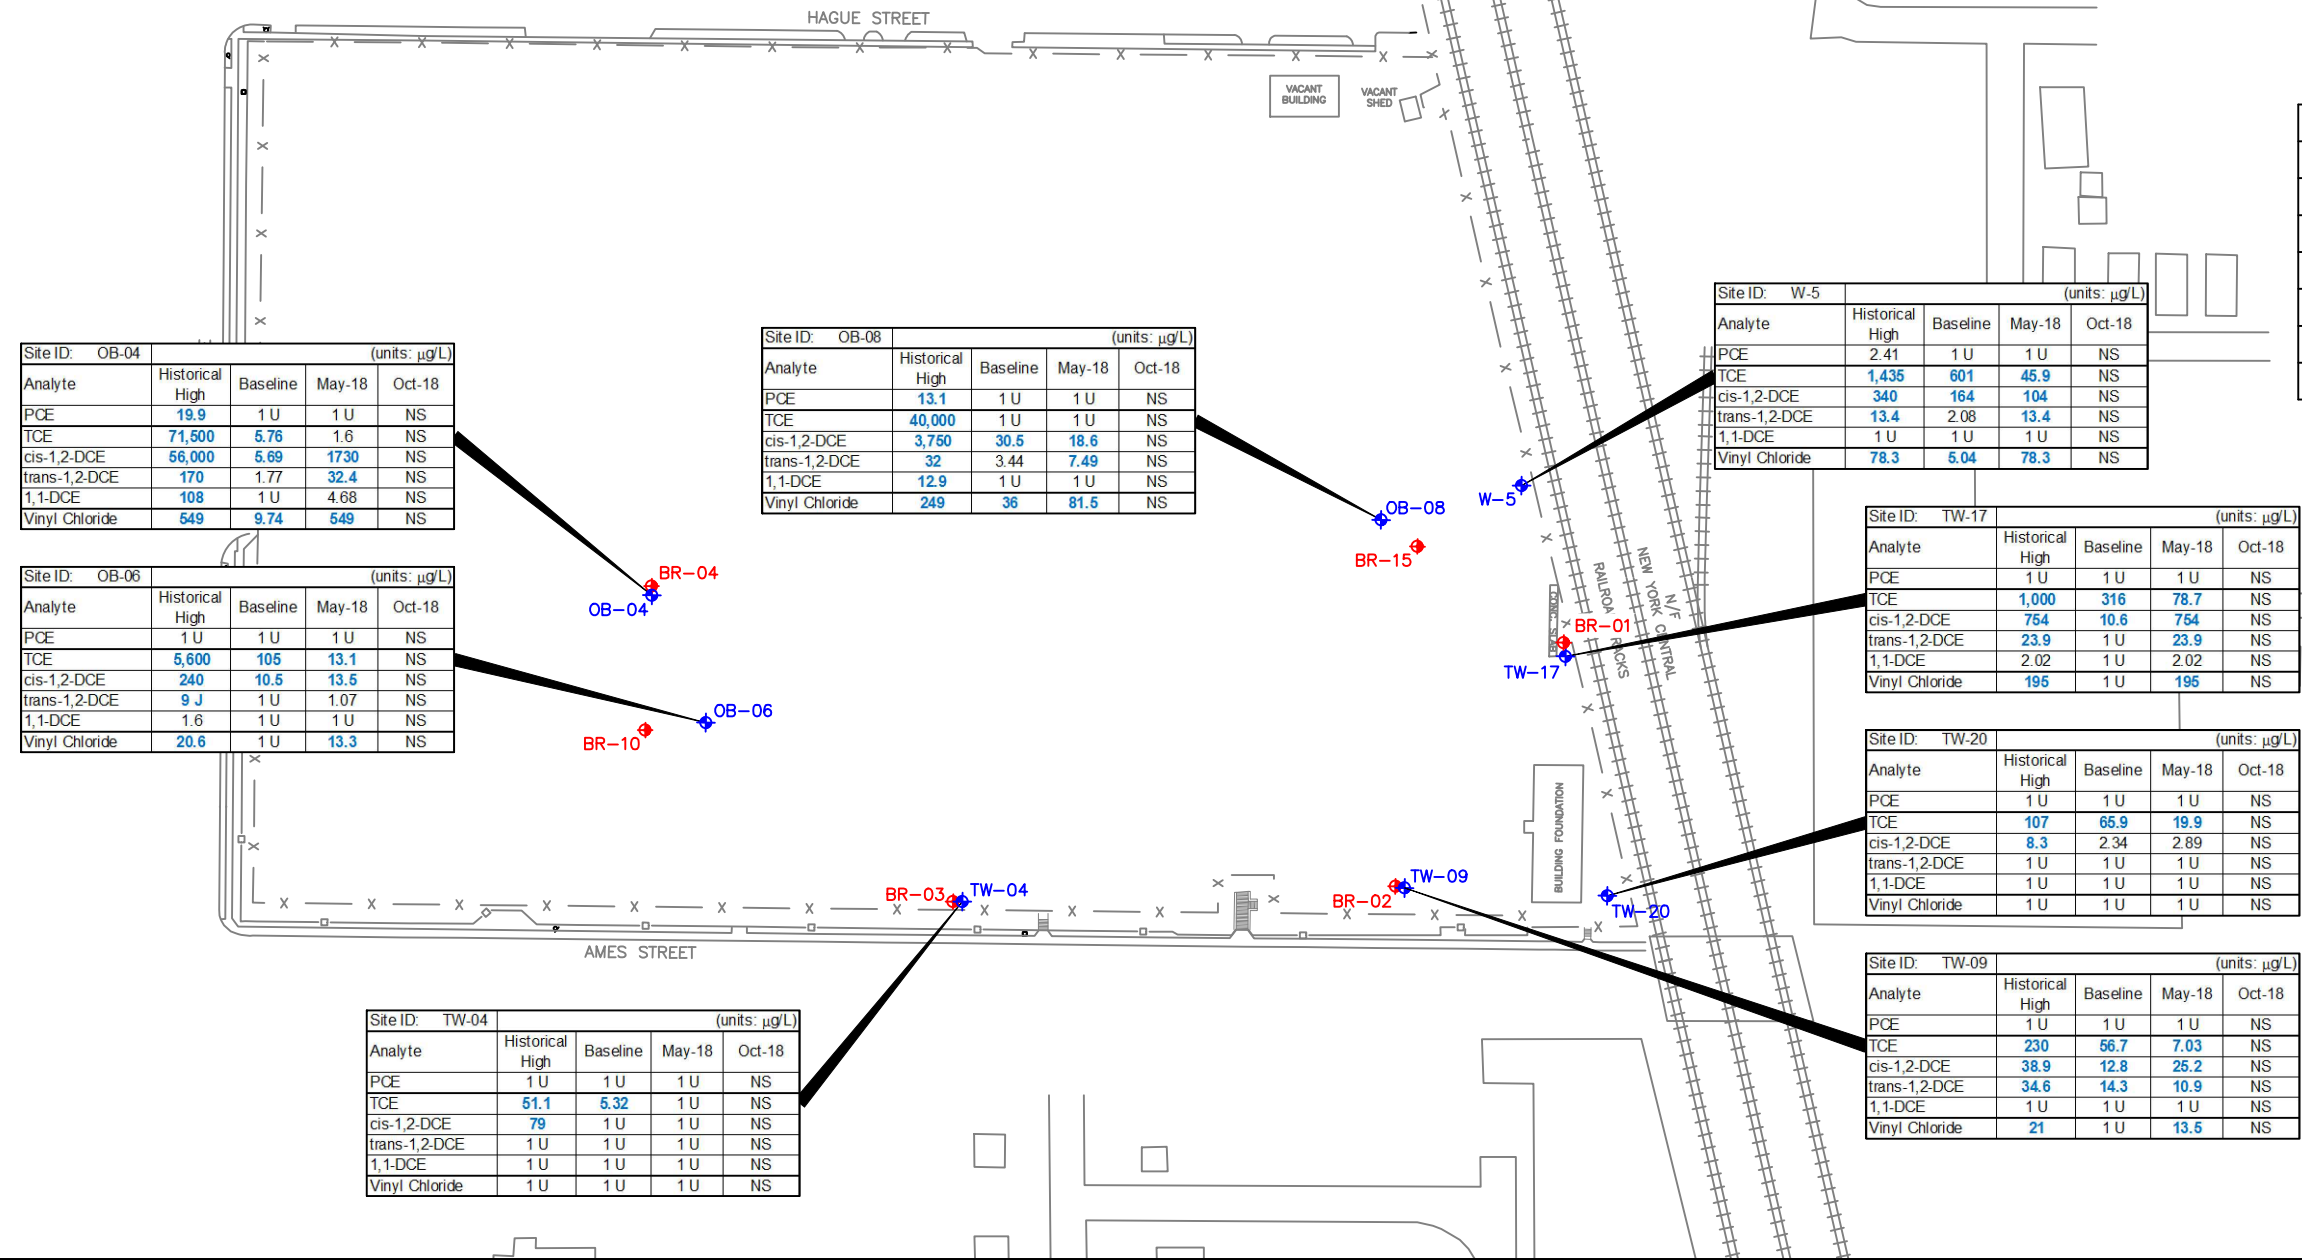 HAGUE STREET
VACANT
BUILDING
VACANT
SHED
Site ID: W-5 (units: µg/L)
Analyte Historical High Baseline May-18 Oct-18
PCE 2.41 1 U 1 U NS
TCE 1,435 601 45.9 NS
cis-1,2-DCE 340 164 104 NS
trans-1,2-DCE 13.4 2.08 13.4 NS
1,1-DCE 1 U 1 U 1 U NS
Vinyl Chloride 78.3 5.04 78.3 NS
Site ID: OB-08 (units: µg/L)
Analyte Historical High Baseline May-18 Oct-18
PCE 13.1 1 U 1 U NS
TCE 40,000 1 U 1 U NS
cis-1,2-DCE 3,750 30.5 18.6 NS
trans-1,2-DCE 32 3.44 7.49 NS
1,1-DCE 12.9 1 U 1 U NS
Vinyl Chloride 249 36 81.5 NS
Site ID: OB-04 (units: µg/L)
Analyte Historical High Baseline May-18 Oct-18
PCE 19.9 1 U 1 U NS
TCE 71,500 5.76 1.6 NS
cis-1,2-DCE 56,000 5.69 1730 NS
trans-1,2-DCE 170 1.77 32.4 NS
1,1-DCE 108 1 U 4.68 NS
Vinyl Chloride 549 9.74 549 NS
W-5
OB-08
BR-15
Site ID: TW-17 (units: µg/L)
Analyte Historical High Baseline May-18 Oct-18
PCE 1 U 1 U 1 U NS
TCE 1,000 316 78.7 NS
cis-1,2-DCE 754 10.6 754 NS
trans-1,2-DCE 23.9 1 U 23.9 NS
1,1-DCE 2.02 1 U 2.02 NS
Vinyl Chloride 195 1 U 195 NS
BR-04
OB-04
Site ID: OB-06 (units: µg/L)
Analyte Historical High Baseline May-18 Oct-18
PCE 1 U 1 U 1 U NS
TCE 5,600 105 13.1 NS
cis-1,2-DCE 240 10.5 13.5 NS
trans-1,2-DCE 9 J 1 U 1.07 NS
1,1-DCE 1.6 1 U 1 U NS
Vinyl Chloride 20.6 1 U 13.3 NS
CONC. SLAB
BR-01
TW-17
N/F
NEW YORK CENTRAL
OB-06
BR-10
Site ID: TW-20 (units: µg/L)
Analyte Historical High Baseline May-18 Oct-18
PCE 1 U 1 U 1 U NS
TCE 107 65.9 19.9 NS
cis-1,2-DCE 8.3 2.34 2.89 NS
trans-1,2-DCE 1 U 1 U 1 U NS
1,1-DCE 1 U 1 U 1 U NS
Vinyl Chloride 1 U 1 U 1 U NS
BUILDING FOUNDATION
BR-03
TW-04
BR-02
TW-09
TW-20
AMES STREET
Site ID: TW-09 (units: µg/L)
Analyte Historical High Baseline May-18 Oct-18
PCE 1 U 1 U 1 U NS
TCE 230 56.7 7.03 NS
cis-1,2-DCE 38.9 12.8 25.2 NS
trans-1,2-DCE 34.6 14.3 10.9 NS
1,1-DCE 1 U 1 U 1 U NS
Vinyl Chloride 21 1 U 13.5 NS
Site ID: TW-04 (units: µg/L)
Analyte Historical High Baseline May-18 Oct-18
PCE 1 U 1 U 1 U NS
TCE 51.1 5.32 1 U NS
cis-1,2-DCE 79 1 U 1 U NS
trans-1,2-DCE 1 U 1 U 1 U NS
1,1-DCE 1 U 1 U 1 U NS
Vinyl Chloride 1 U 1 U 1 U NS